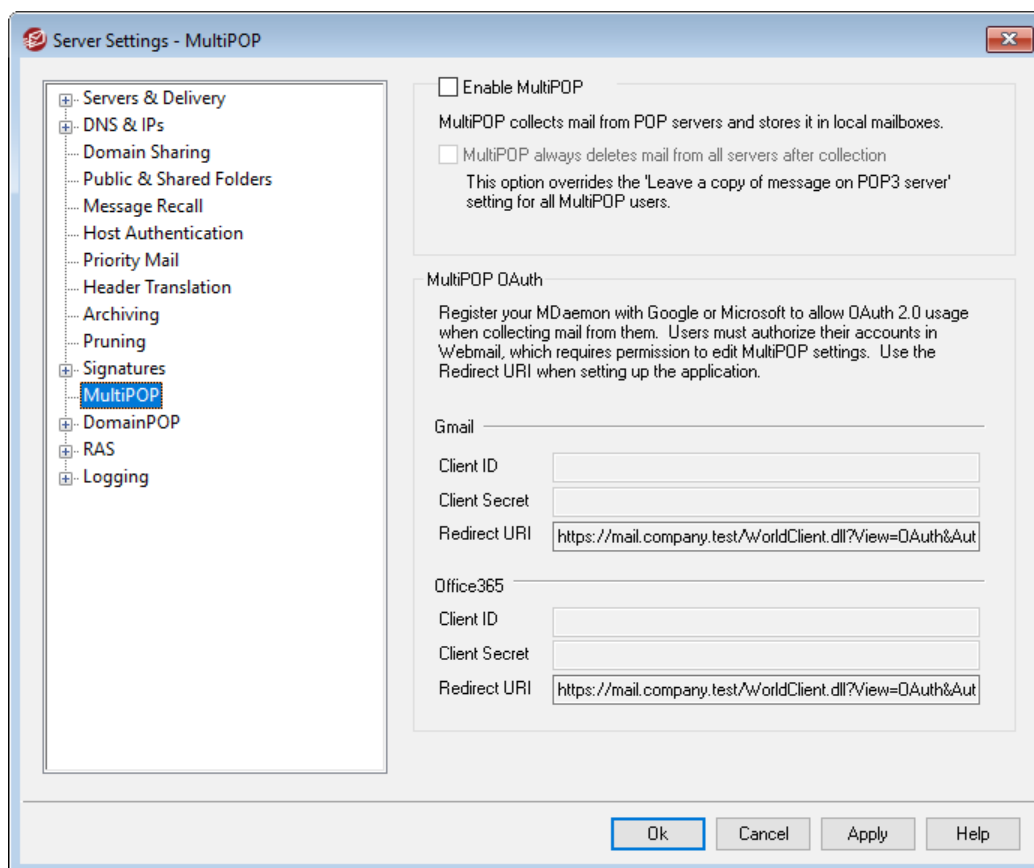 Server Settings - MultiPOP
Servers & Delivery
DNS & IPs
Domain Sharing
Public & Shared Folders
Message Recall
Host Authentication
Priority Mail
Header Translation
Archiving
Pruning
Signatures
MultiPOP
DomainPOP
RAS
Logging
Enable MultiPOP
MultiPOP collects mail from POP servers and stores it in local mailboxes.
MultiPOP always deletes mail from all servers after collection
This option overrides the 'Leave a copy of message on POP3 server'
setting for all MultiPOP users.
MultiPOP OAuth
Register your MDaemon with Google or Microsoft to allow OAuth 2.0 usage
when collecting mail from them.  Users must authorize their accounts in
Webmail, which requires permission to edit MultiPOP settings.  Use the
Redirect URI when setting up the application.
Gmail
Client ID
Client Secret
Redirect URI https://mail.company.test/WorldClient.dll?View=OAuth&Aut
Office365
Client ID
Client Secret
Redirect URI https://mail.company.test/WorldClient.dll?View=OAuth&Aut
Ok Cancel Apply Help